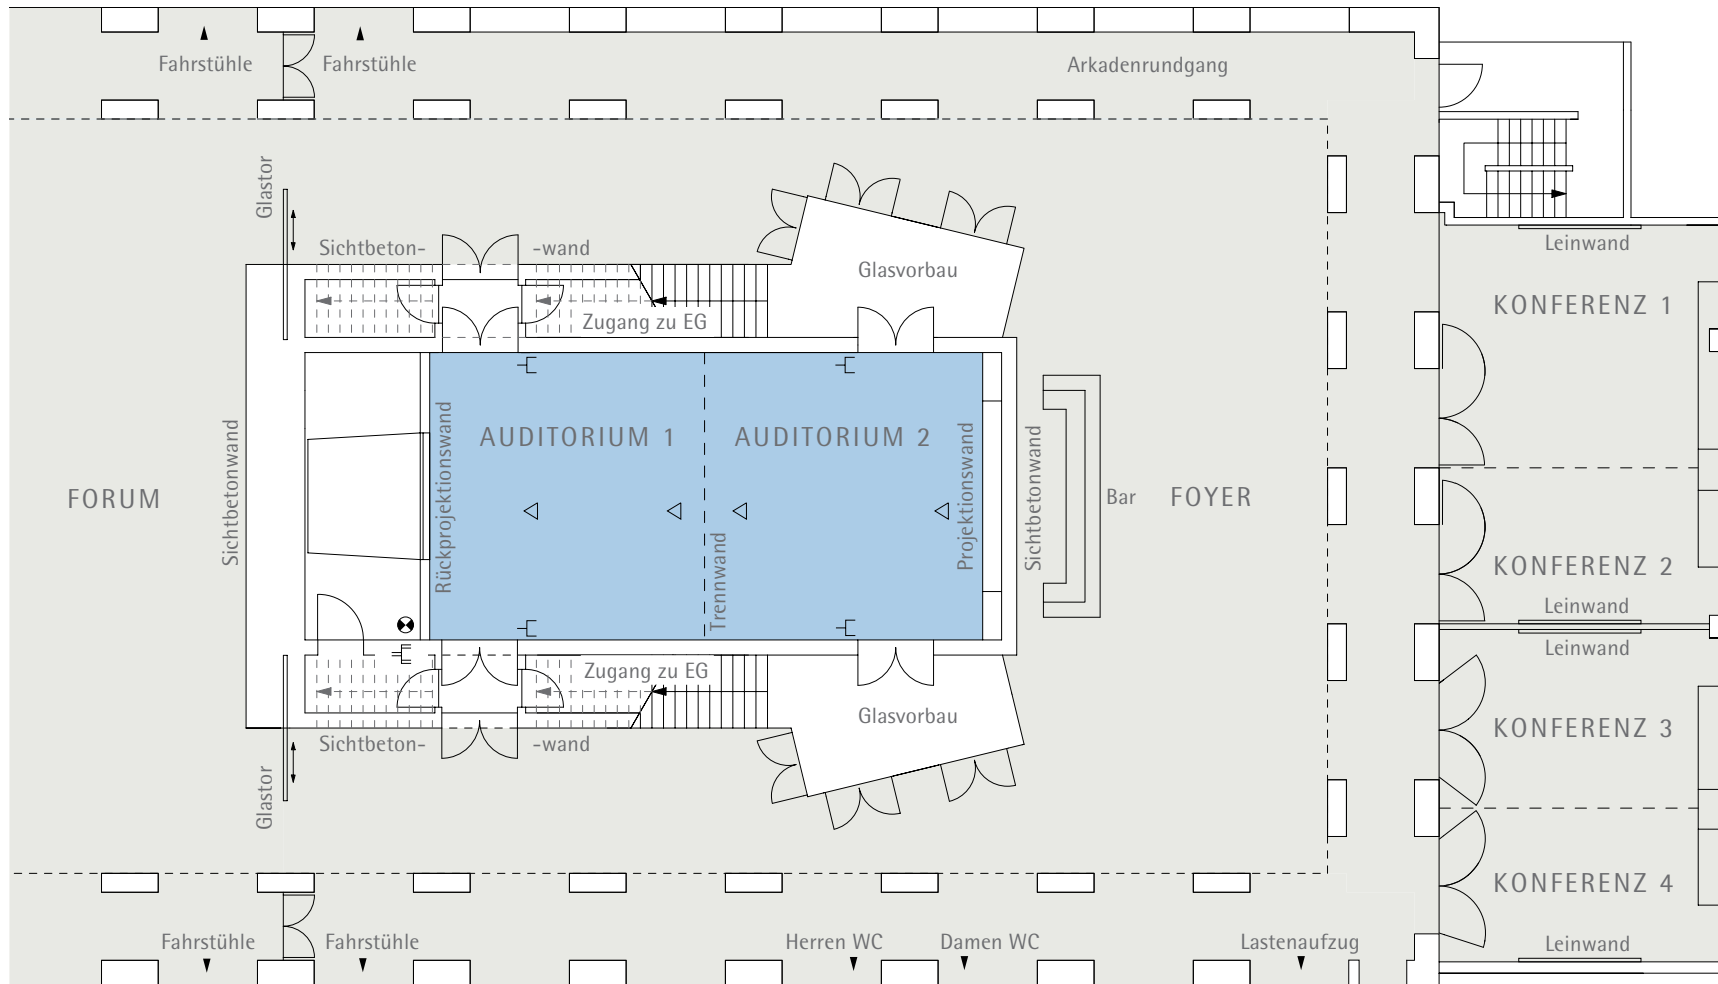 Fahrstühle
Fahrstühle
Arkadenrundgang
Glastor
Sichtbeton-
-wand
Glasvorbau
Leinwand
Zugang zu EG
KONFERENZ 1
AUDITORIUM 1
AUDITORIUM 2
FORUM
Sichtbetonwand
Rückprojektionswand
Trennwand
Projektionswand
Sichtbetonwand
Bar
FOYER
KONFERENZ 2
Leinwand
Leinwand
Zugang zu EG
Glasvorbau
Sichtbeton-
-wand
Glastor
KONFERENZ 3
KONFERENZ 4
Fahrstühle
Fahrstühle
Herren WC
Damen WC
Lastenaufzug
Leinwand